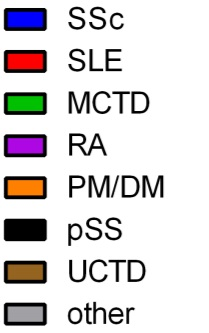 SSc
SLE
MCTD
RA
PM/DM
pSS
UCTD
other